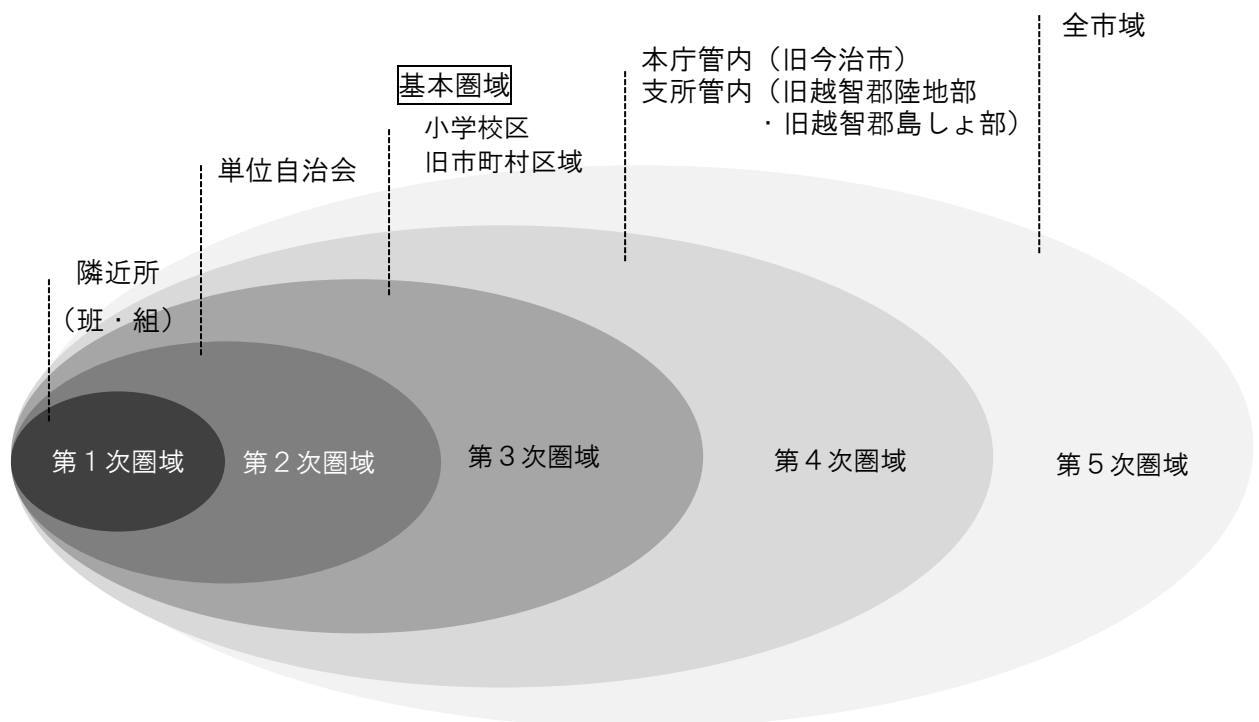 全市域
本庁管内（旧今治市）
支所管内（旧越智郡陸地部
・旧越智郡島しょ部）
基本圏域
小学校区
旧市町村区域
単位自治会
隣近所
（班・組）
第１次圏域
第２次圏域
第３次圏域
第４次圏域
第５次圏域